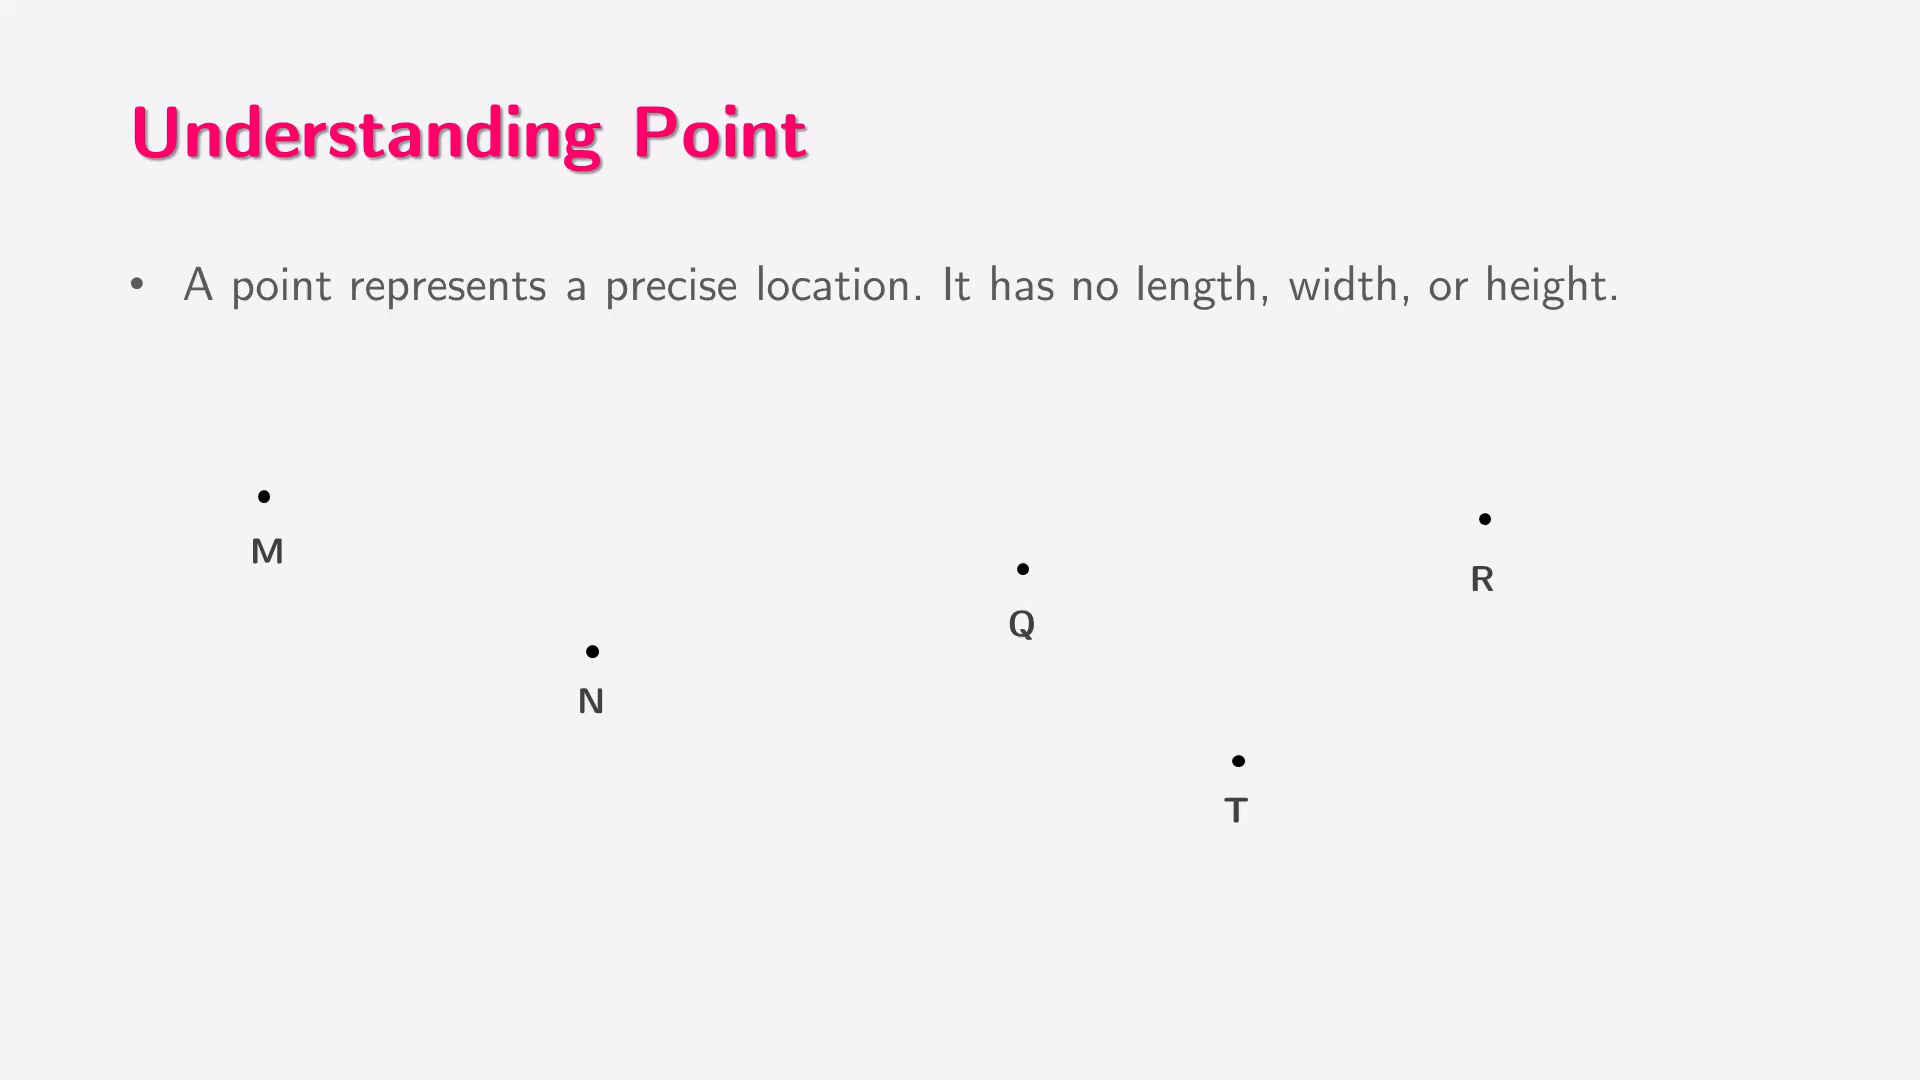 Understanding Point
• A point represents a precise location. It has no length, width, or height.
M
R
Q
N
T